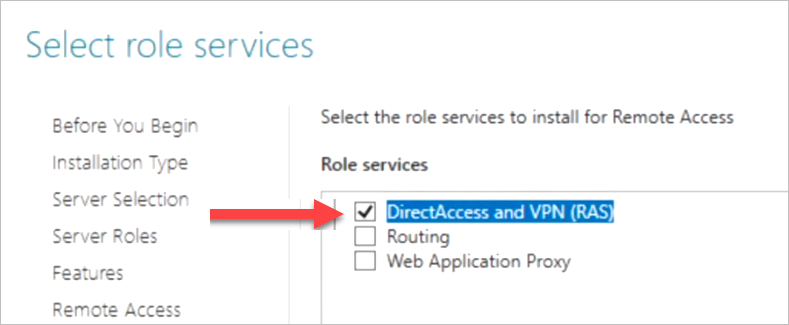 Select role services
Before You Begin
Installation Type
Server Selection
Server Roles
Features
Remote Access
Select the role services to install for Remote Access
Role services
DirectAccess and VPN (RAS)
Routing
Web Application Proxy